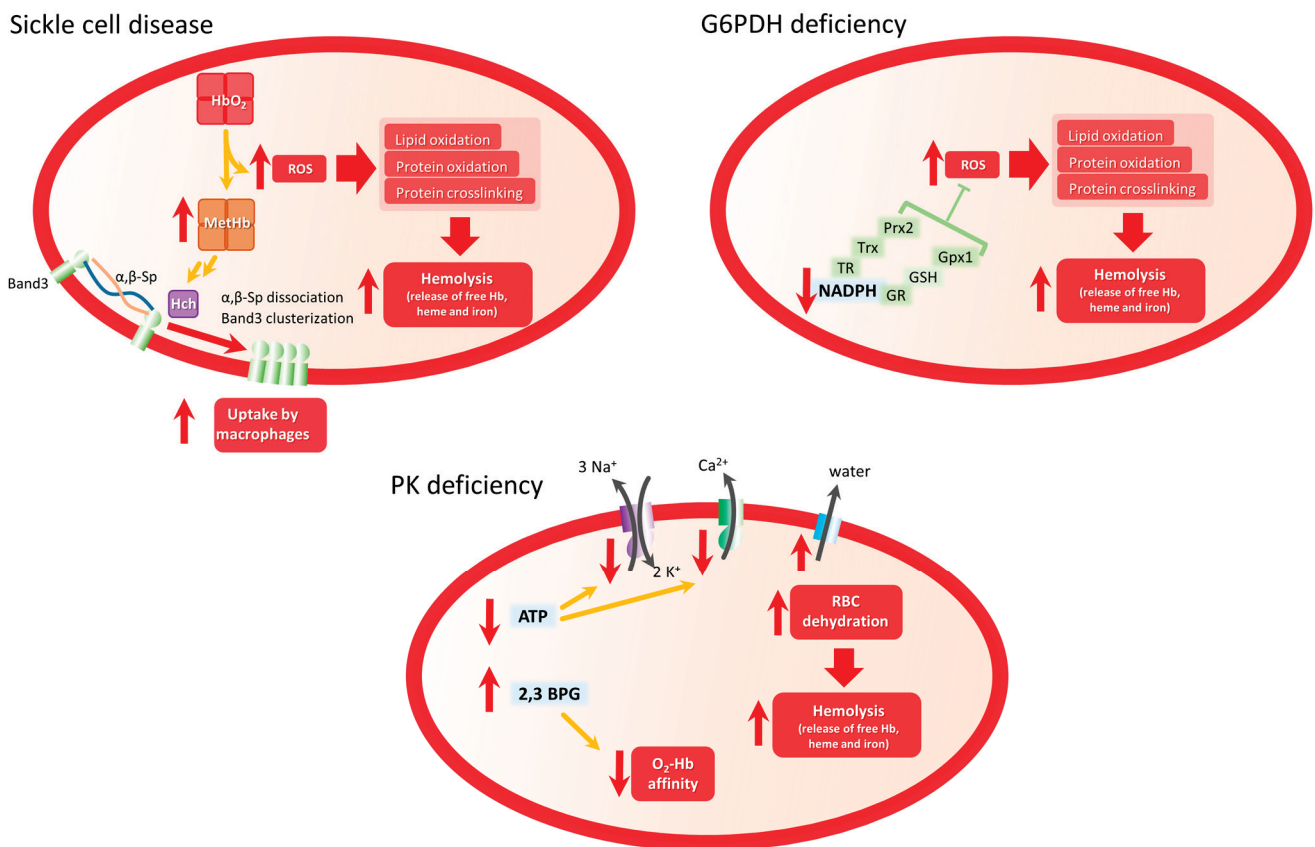 Sickle cell disease
HbO₂
ROS
Lipid oxidation
Protein oxidation
Protein crosslinking
MetHb
Band3
α,β-Sp
Hch
α,β-Sp dissociation
Band3 clusterization
Hemolysis
(release of free Hb,
heme and iron)
Uptake by
macrophages
G6PDH deficiency
ROS
Lipid oxidation
Protein oxidation
Protein crosslinking
Prx2
Trx
TR
Gpx1
GSH
GR
NADPH
Hemolysis
(release of free Hb,
heme and iron)
PK deficiency
3 Na⁺
Ca²⁺
water
2 K⁺
ATP
RBC
dehydration
2,3 BPG
Hemolysis
(release of free Hb,
heme and iron)
O₂-Hb
affinity